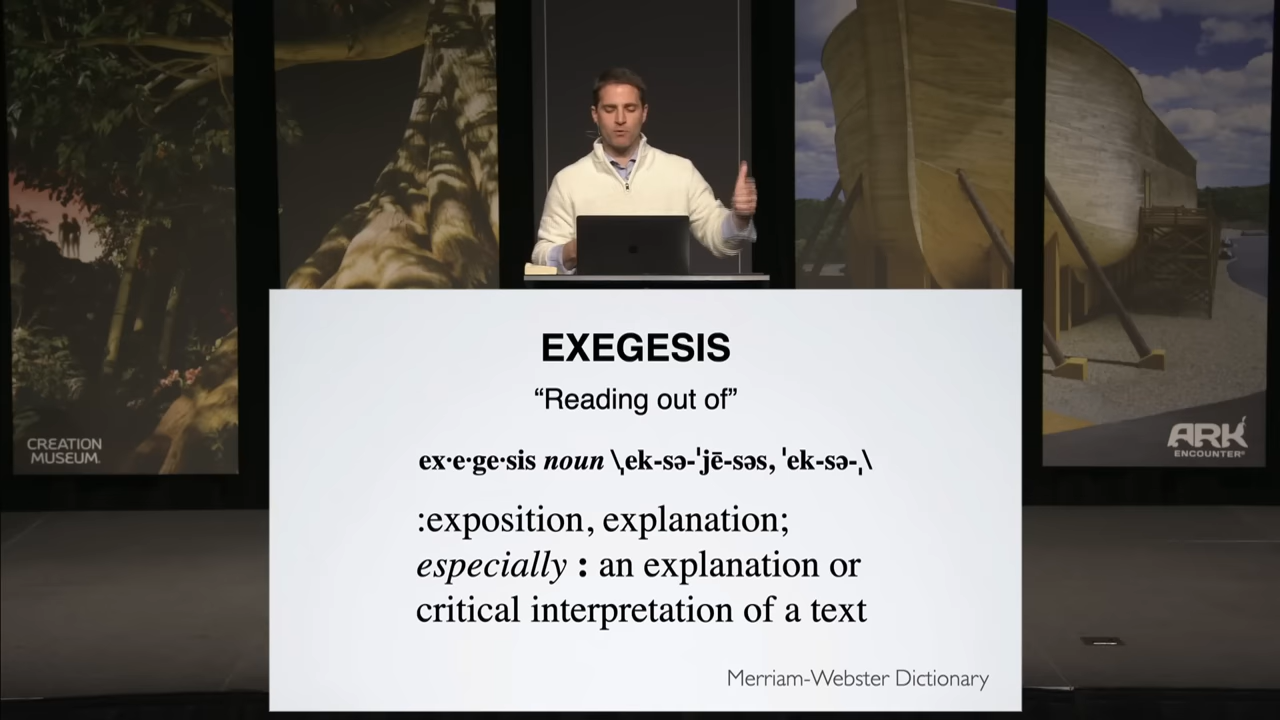 EXEGESIS
“Reading out of”
ex·e·ge·sis noun \ˌek-sə-ˈjē-səs, ˈek-sə-ˌ\
:exposition, explanation;
especially : an explanation or
critical interpretation of a text
Merriam-Webster Dictionary
CREATION
MUSEUM.
ARK
ENCOUNTER®